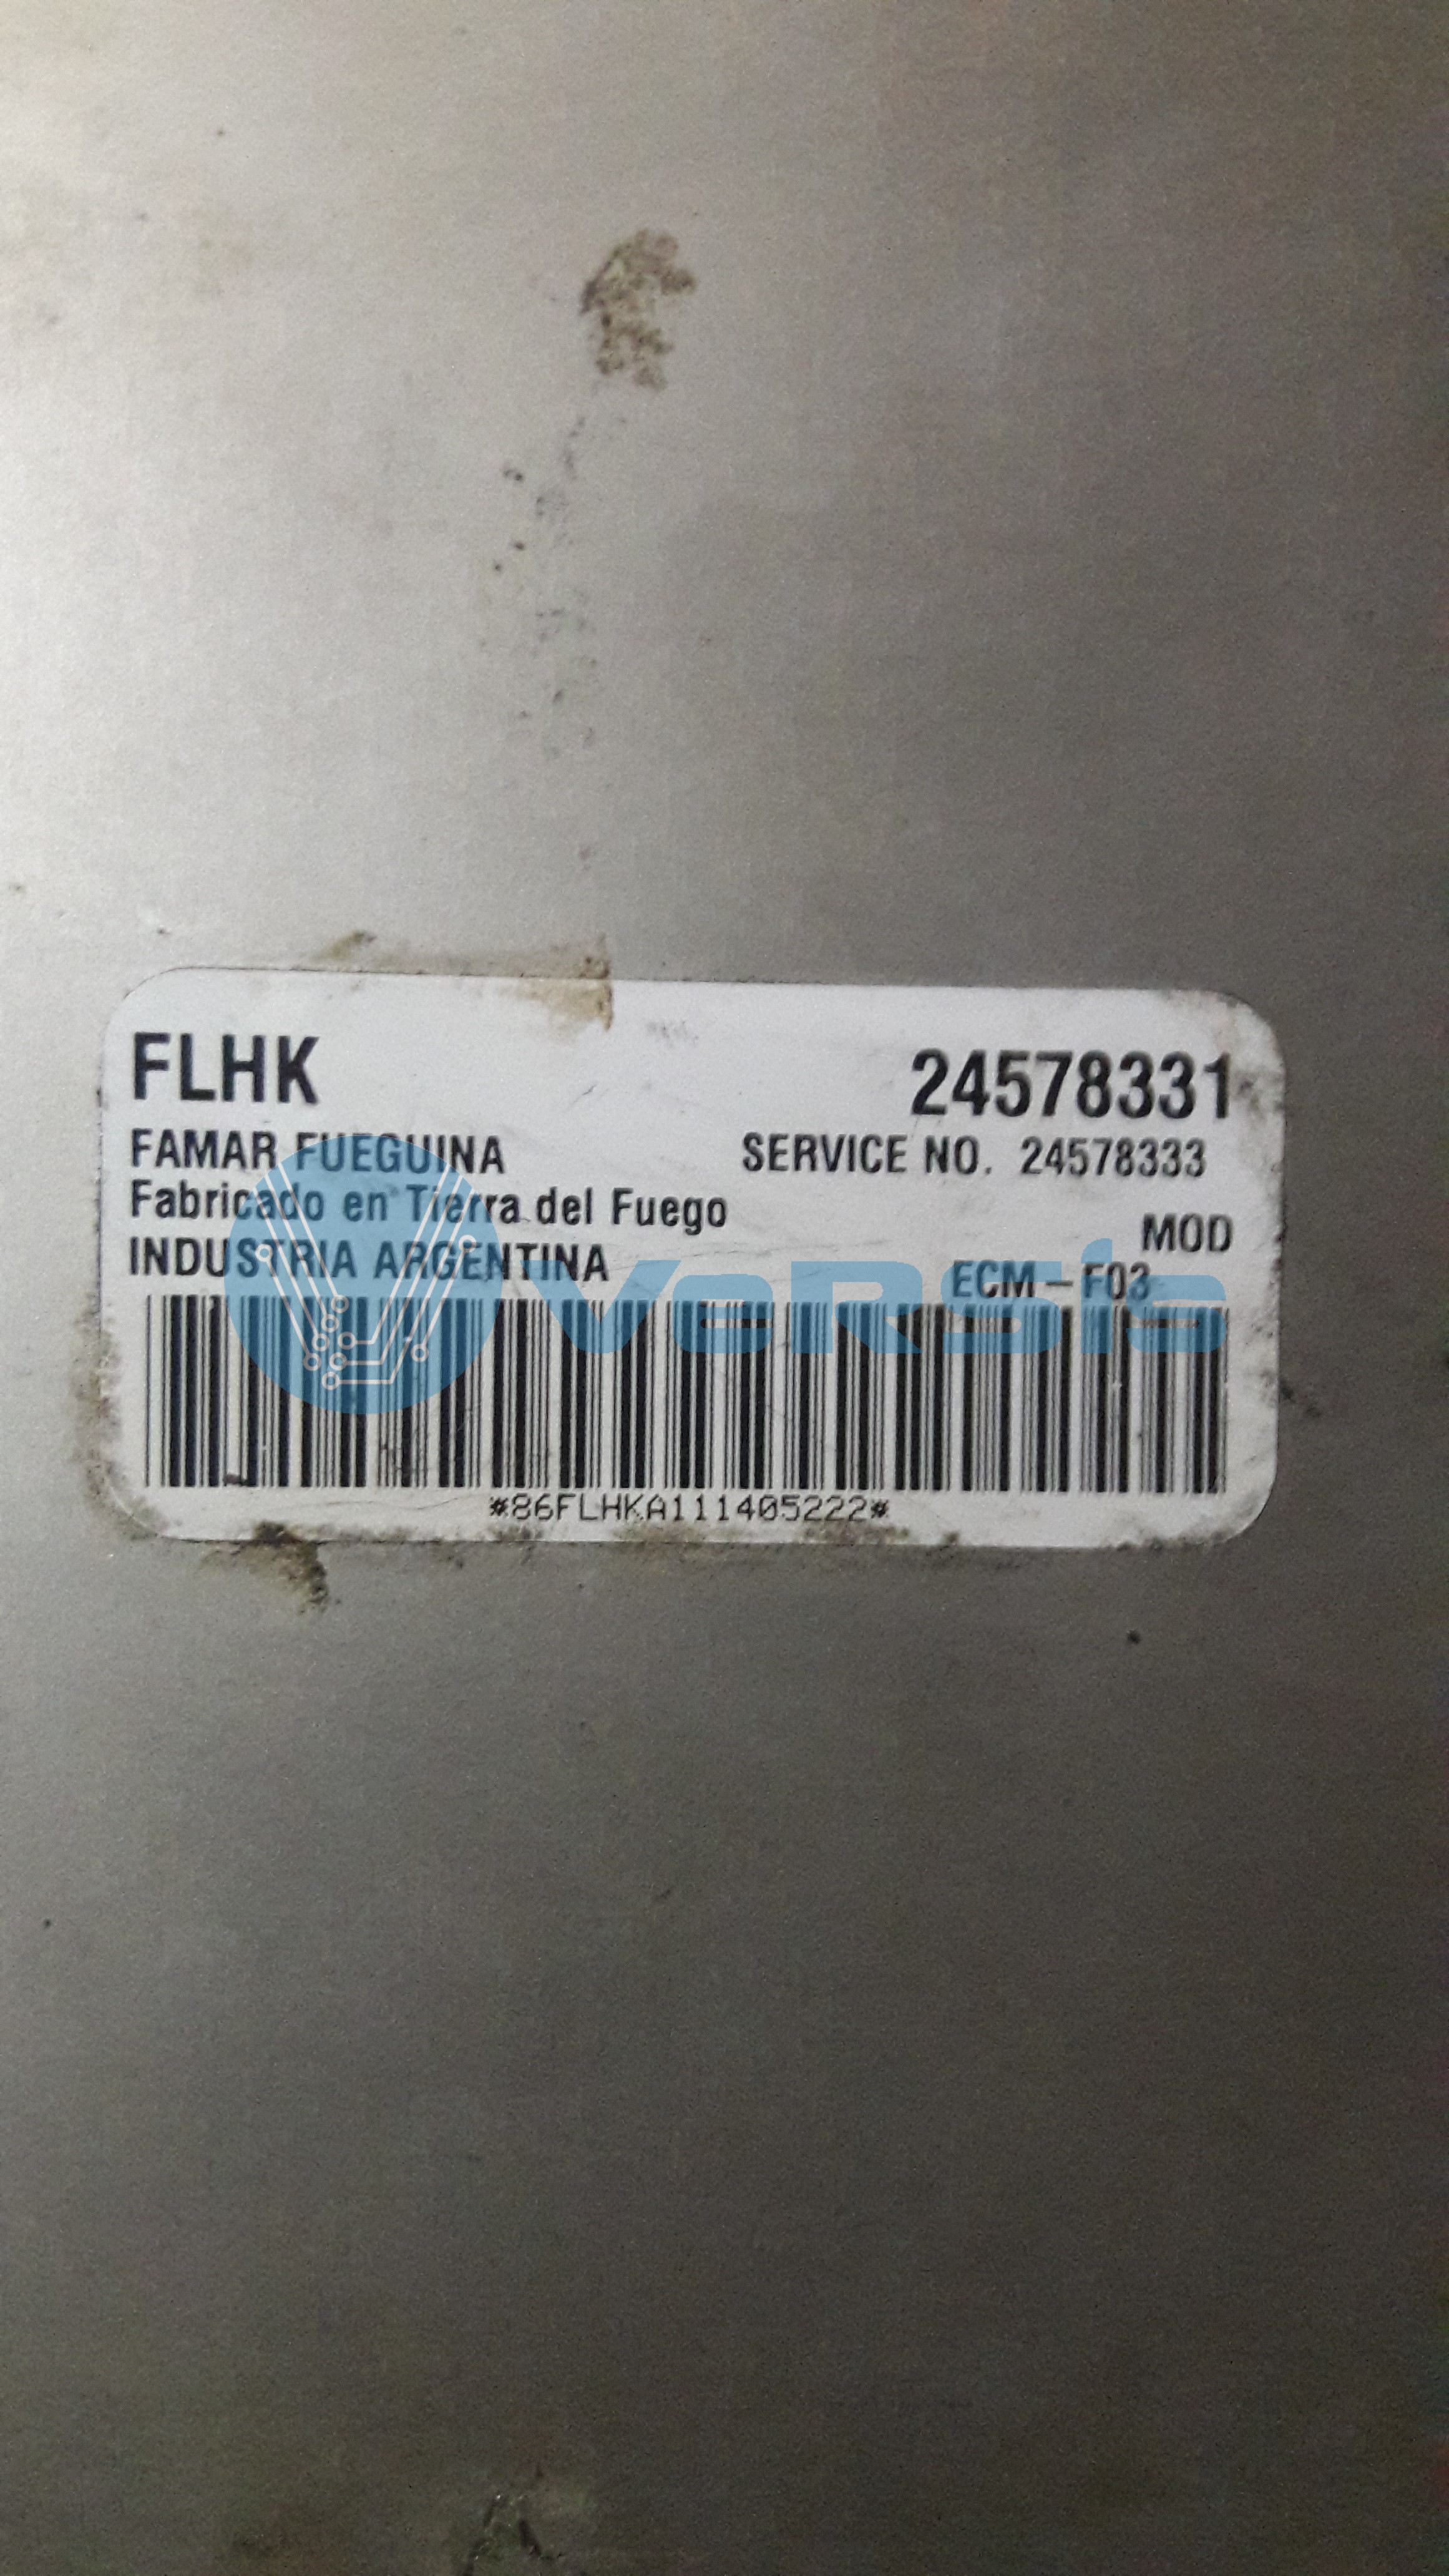 FLHK 24578331
FAMAR FUEGUINA SERVICE NO. 24578333
Fabricado en Tierra del Fuego
MOD
INDUSTRIA ARGENTINA ECM-F03
VeRSIs
*86FLHKA111405222*